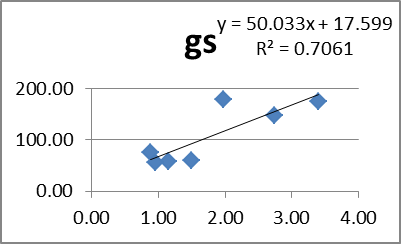 gs
y = 50.033x + 17.599
R² = 0.7061
200.00
100.00
0.00
0.00 1.00 2.00 3.00 4.00